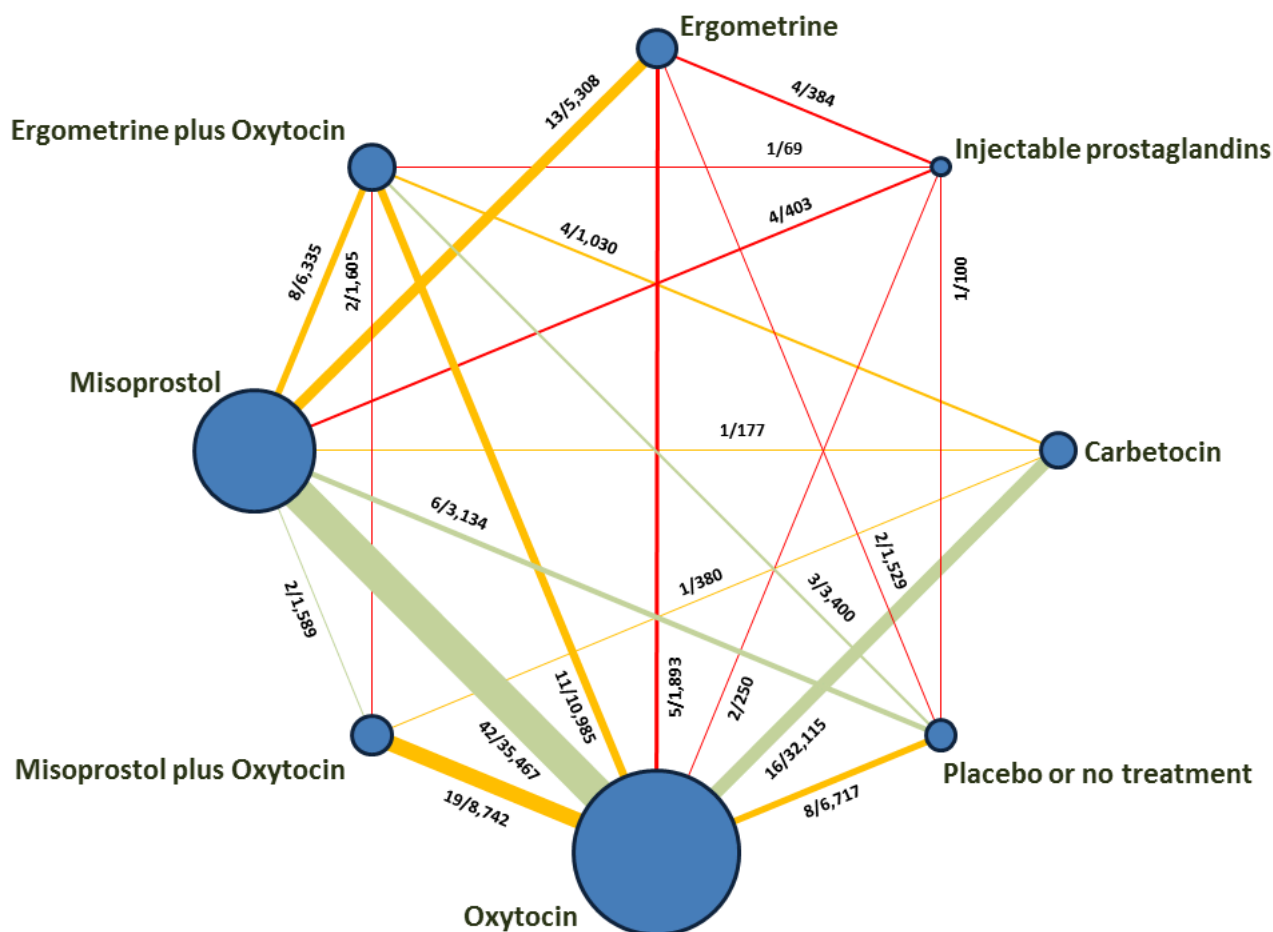 Ergometrine
13/5,308
4/384
Ergometrine plus Oxytocin
1/69
Injectable prostaglandins
4/403
4/1,030
8/6,335
2/1,605
1/100
Misoprostol
1/177
Carbetocin
6/3,134
2/1,529
3/3,400
1/380
2/1,589
11/10,985
5/1,893
2/250
42/35,467
16/32,115
Misoprostol plus Oxytocin
Placebo or no treatment
19/8,742
8/6,717
Oxytocin